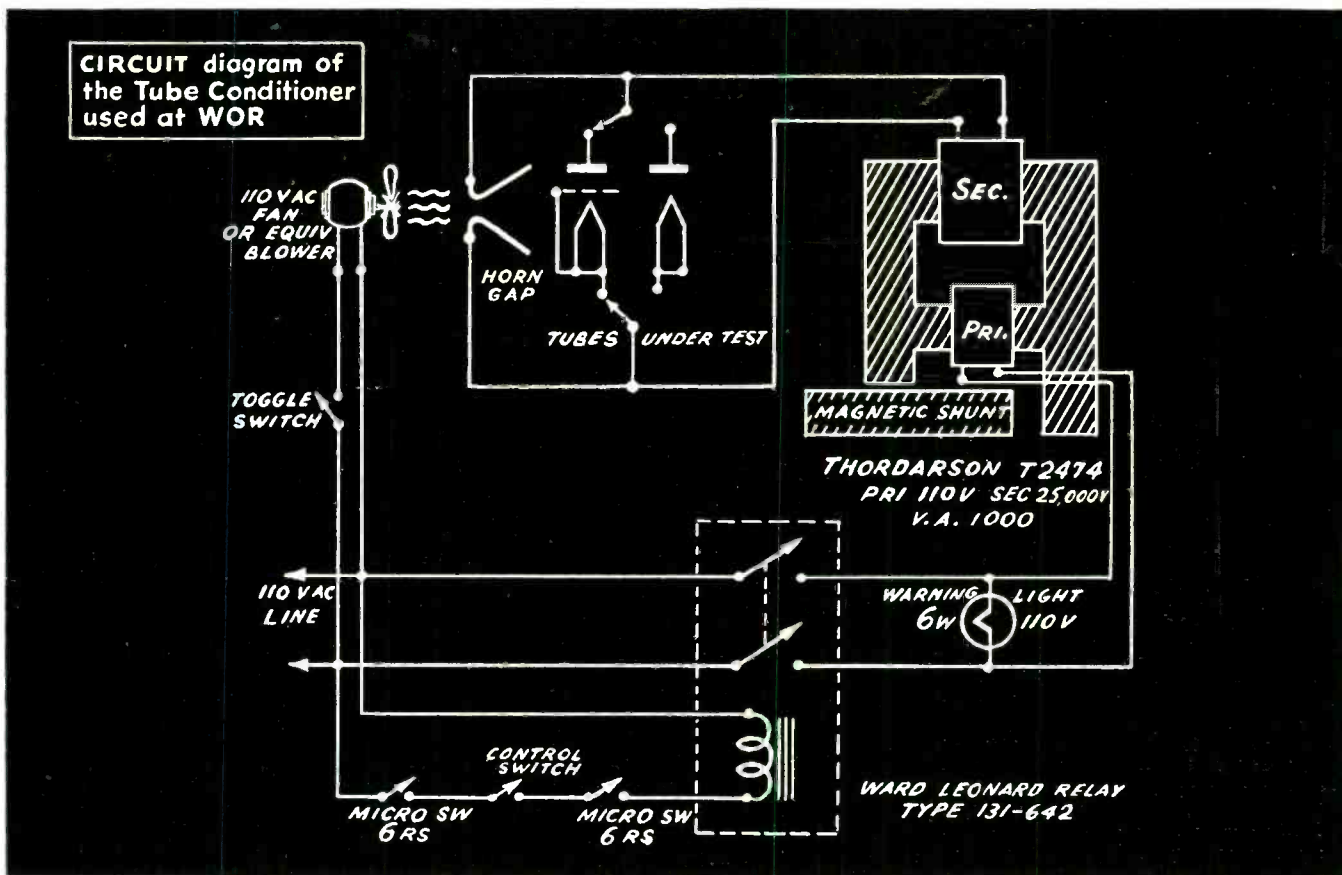 CIRCUIT diagram of
the Tube Conditioner
used at WOR
110 VAC
FAN
OR EQUIV
BLOWER
HORN
GAP
TUBES UNDER TEST
SEC.
PRI.
MAGNETIC SHUNT
THORDARSON T2474
PRI 110V SEC 25,000V
V.A. 1000
TOGGLE
SWITCH
110 VAC
LINE
WARNING LIGHT
6W 110V
CONTROL
SWITCH
MICRO SW
6RS
MICRO SW
6RS
WARD LEONARD RELAY
TYPE 131-642